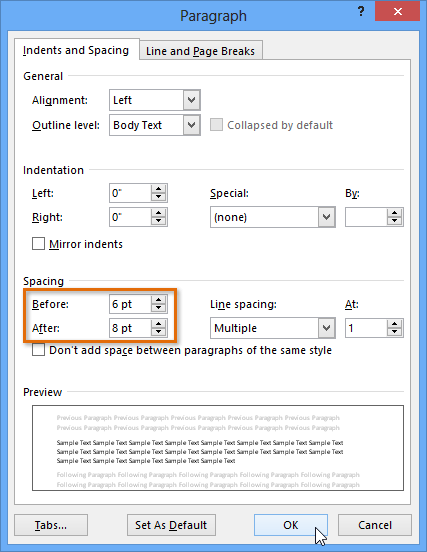 Paragraph
? ×
Indents and Spacing Line and Page Breaks
General
Alignment: Left
Outline level: Body Text Collapsed by default
Indentation
Left: 0" Special: By:
Right: 0" (none)
Mirror indents
Spacing
Before: 6 pt Line spacing: At:
After: 8 pt Multiple 1
Don't add space between paragraphs of the same style
Preview
Previous Paragraph Previous Paragraph Previous Paragraph Previous Paragraph Previous Paragraph
Previous Paragraph Previous Paragraph Previous Paragraph Previous Paragraph Previous Paragraph
Sample Text Sample Text Sample Text Sample Text Sample Text Sample Text Sample Text Sample Text
Sample Text Sample Text Sample Text Sample Text Sample Text Sample Text Sample Text Sample Text
Sample Text Sample Text Sample Text Sample Text Sample Text
Following Paragraph Following Paragraph Following Paragraph Following Paragraph Following Paragraph
Following Paragraph Following Paragraph Following Paragraph Following Paragraph Following Paragraph
Tabs... Set As Default OK Cancel